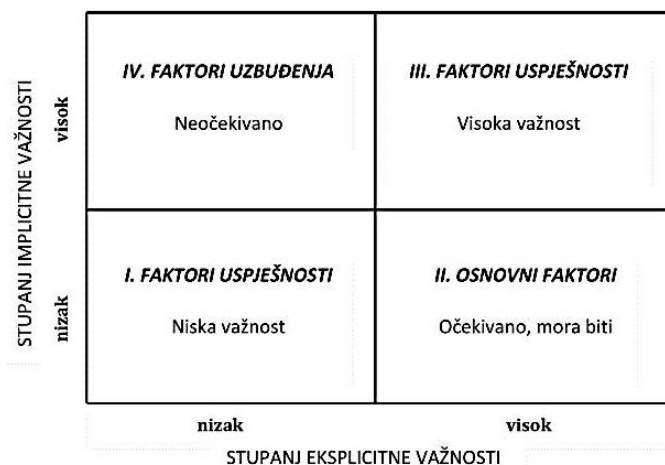 STUPANJ IMPLICITNE VAŽNOSTI
visok
nizak
IV. FAKTORI UZBUĐENJA
Neočekivano
III. FAKTORI USPJEŠNOSTI
Visoka važnost
I. FAKTORI USPJEŠNOSTI
Niska važnost
II. OSNOVNI FAKTORI
Očekivano, mora biti
nizak
visok
STUPANJ EKSPLICITNE VAŽNOSTI